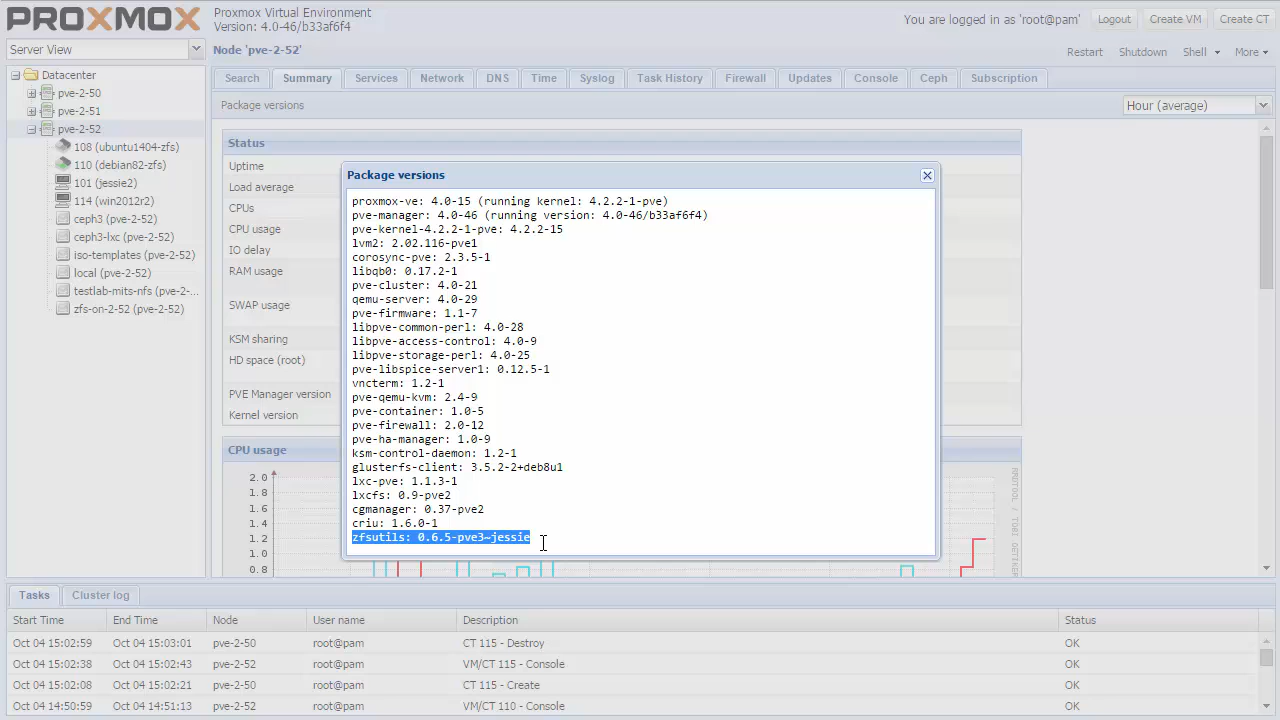 PROXMOX
Proxmox Virtual Environment
Version: 4.0-46/b33af6f4
You are logged in as 'root@pam'
Logout
Create VM
Create CT
Server View
Node 'pve-2-52'
Restart
Shutdown
Shell
More
Datacenter
pve-2-50
pve-2-51
pve-2-52
108 (ubuntu1404-zfs)
110 (debian82-zfs)
101 (jessie2)
114 (win2012r2)
ceph3 (pve-2-52)
ceph3-lxc (pve-2-52)
iso-templates (pve-2-52)
local (pve-2-52)
testlab-mits-nfs (pve-2-...
zfs-on-2-52 (pve-2-52)
Search
Summary
Services
Network
DNS
Time
Syslog
Task History
Firewall
Updates
Console
Ceph
Subscription
Package versions
Hour (average)
Status
Uptime
Load average
CPUs
CPU usage
IO delay
RAM usage
SWAP usage
KSM sharing
HD space (root)
PVE Manager version
Kernel version
CPU usage
2.0
1.8
1.6
1.4
1.2
1.0
0.8
Package versions
proxmox-ve: 4.0-15 (running kernel: 4.2.2-1-pve)
pve-manager: 4.0-46 (running version: 4.0-46/b33af6f4)
pve-kernel-4.2.2-1-pve: 4.2.2-15
lvm2: 2.02.116-pve1
corosync-pve: 2.3.5-1
libqb0: 0.17.2-1
pve-cluster: 4.0-21
qemu-server: 4.0-29
pve-firmware: 1.1-7
libpve-common-perl: 4.0-28
libpve-access-control: 4.0-9
libpve-storage-perl: 4.0-25
pve-libspice-server1: 0.12.5-1
vncterm: 1.2-1
pve-qemu-kvm: 2.4-9
pve-container: 1.0-5
pve-firewall: 2.0-12
pve-ha-manager: 1.0-9
ksm-control-daemon: 1.2-1
glusterfs-client: 3.5.2-2+deb8u1
lxc-pve: 1.1.3-1
lxcfs: 0.9-pve2
cgmanager: 0.37-pve2
criu: 1.6.0-1
zfsutils: 0.6.5-pve3~jessie
Tasks
Cluster log
Start Time End Time Node User name Description Status
Oct 04 15:02:59 Oct 04 15:03:01 pve-2-50 root@pam CT 115 - Destroy OK
Oct 04 15:02:38 Oct 04 15:02:43 pve-2-52 root@pam VM/CT 115 - Console OK
Oct 04 15:02:08 Oct 04 15:02:21 pve-2-50 root@pam CT 115 - Create OK
Oct 04 14:50:59 Oct 04 14:51:13 pve-2-52 root@pam VM/CT 110 - Console OK